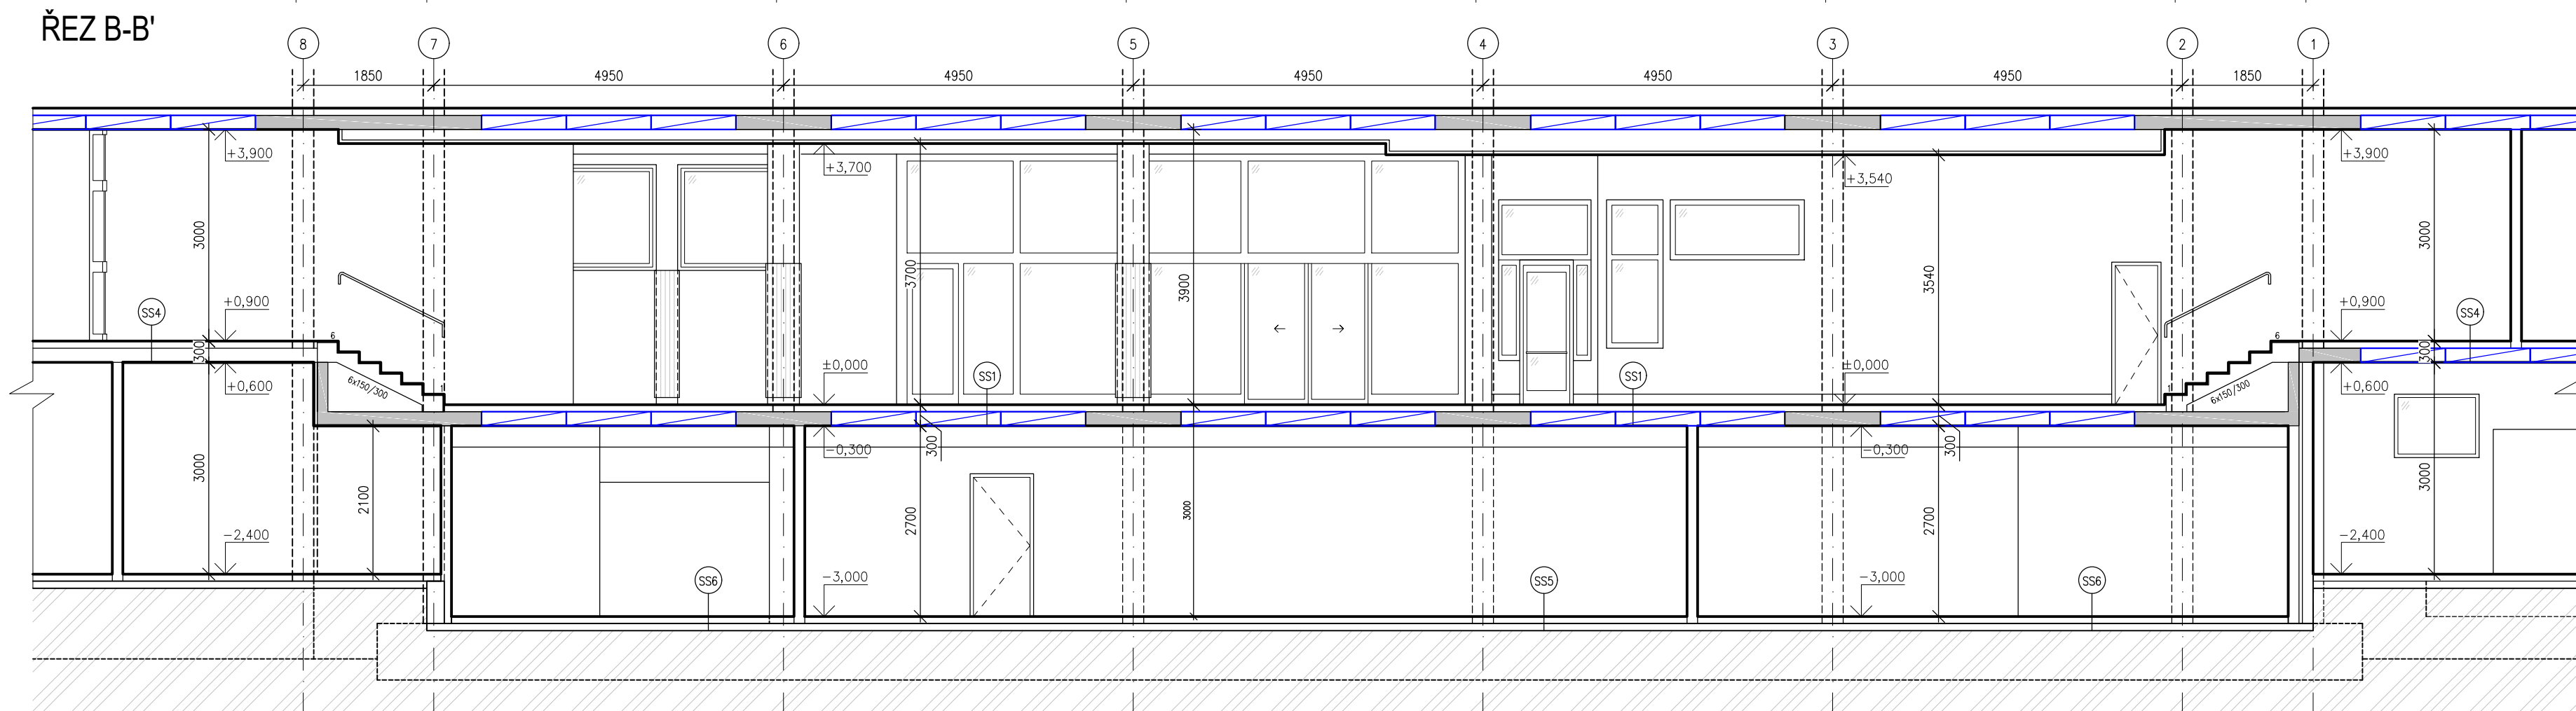 ŘEZ B-B'
8 7 6 5 4 3 2 1
1850 4950 4950 4950 4950 4950 1850
+3,900 +3,700 +3,540 +3,900
3000 3700 3900 3540 3000
SS4 +0,900 +0,900 SS4
6 6
300 ±0,000 SS1 SS1 ±0,000 300
+0,600 6x150/300 1 6x150/300 +0,600
-0,300 300 -0,300 300
3000 2100 2700 3000 2700 3000
-2,400 -2,400
SS6 -3,000 SS5 -3,000 SS6